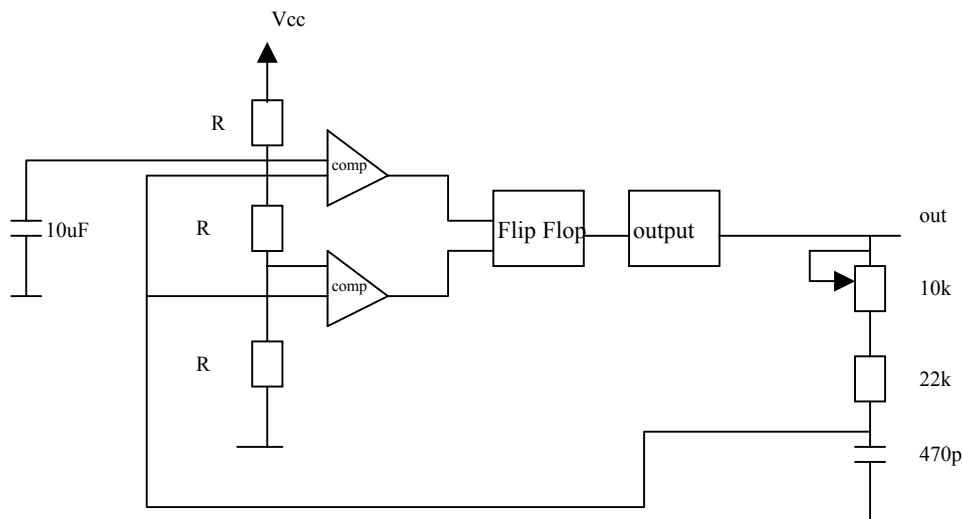 Vcc
R
comp
10uF
R
Flip Flop
output
out
comp
10k
R
22k
470p